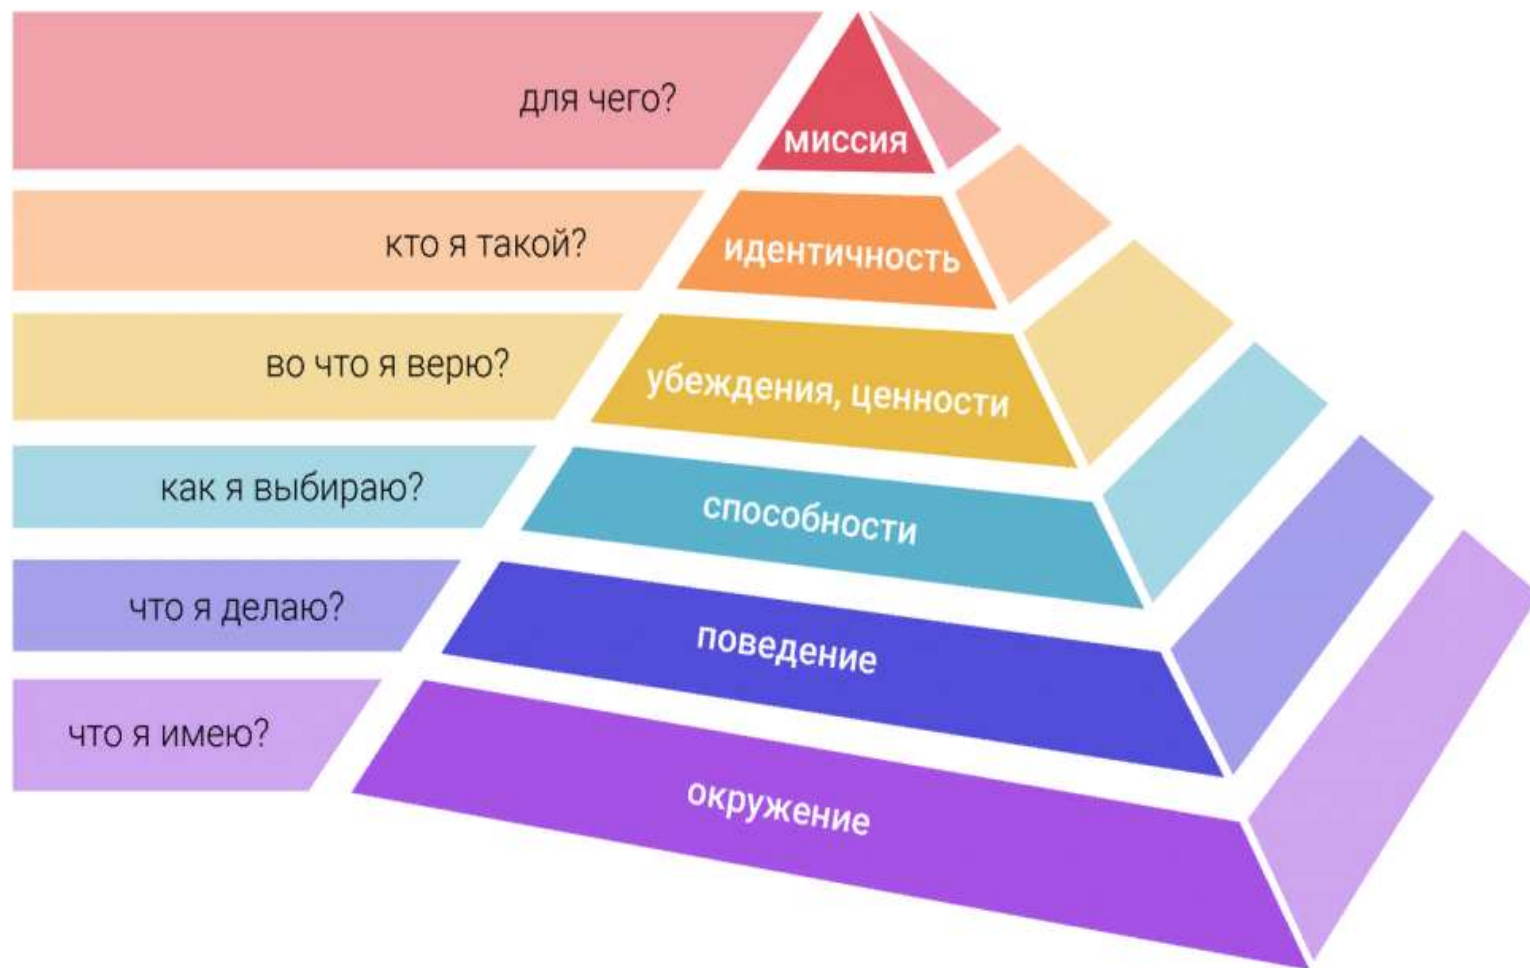 для чего?
миссия
кто я такой?
идентичность
во что я верю?
убеждения, ценности
как я выбираю?
способности
что я делаю?
поведение
что я имею?
окружение